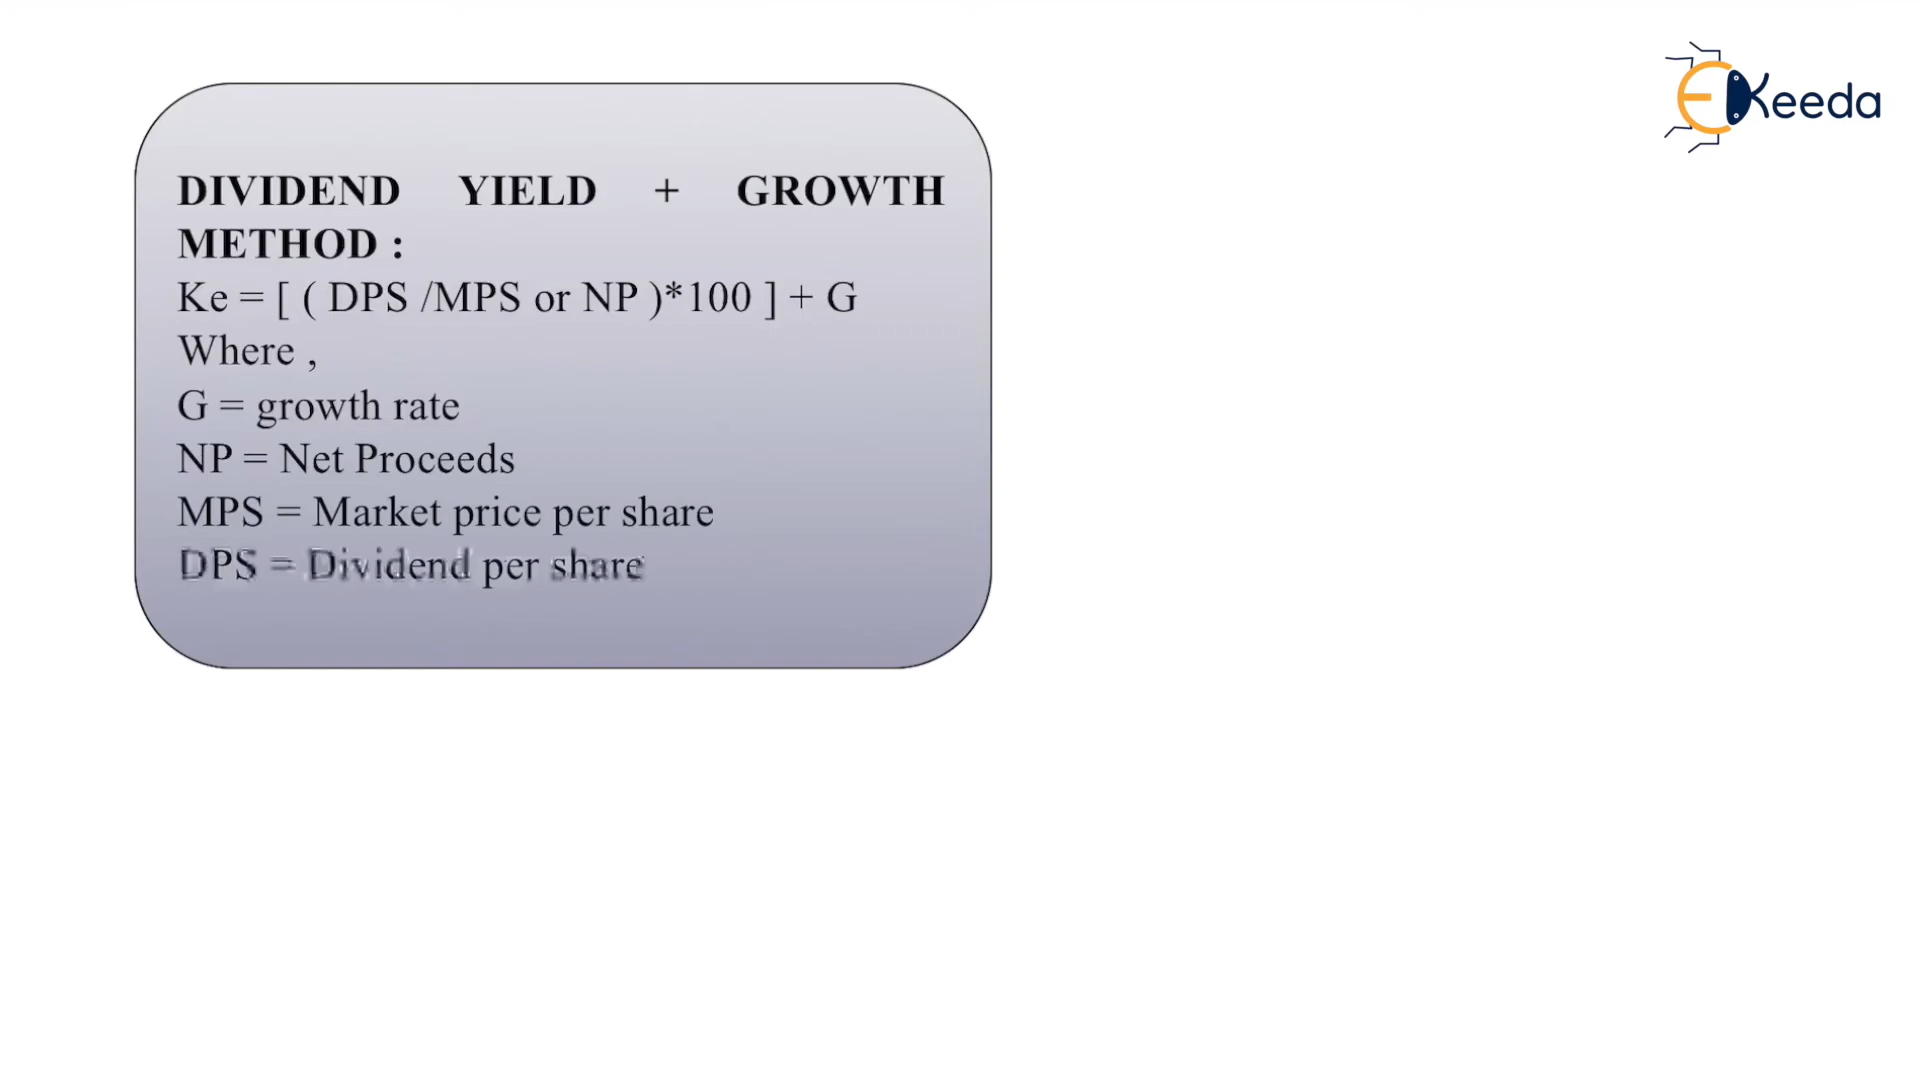 DIVIDEND YIELD + GROWTH
METHOD :
Ke = [ ( DPS /MPS or NP )*100 ] + G
Where ,
G = growth rate
NP = Net Proceeds
MPS = Market price per share
DPS = Dividend per share
EKeeda